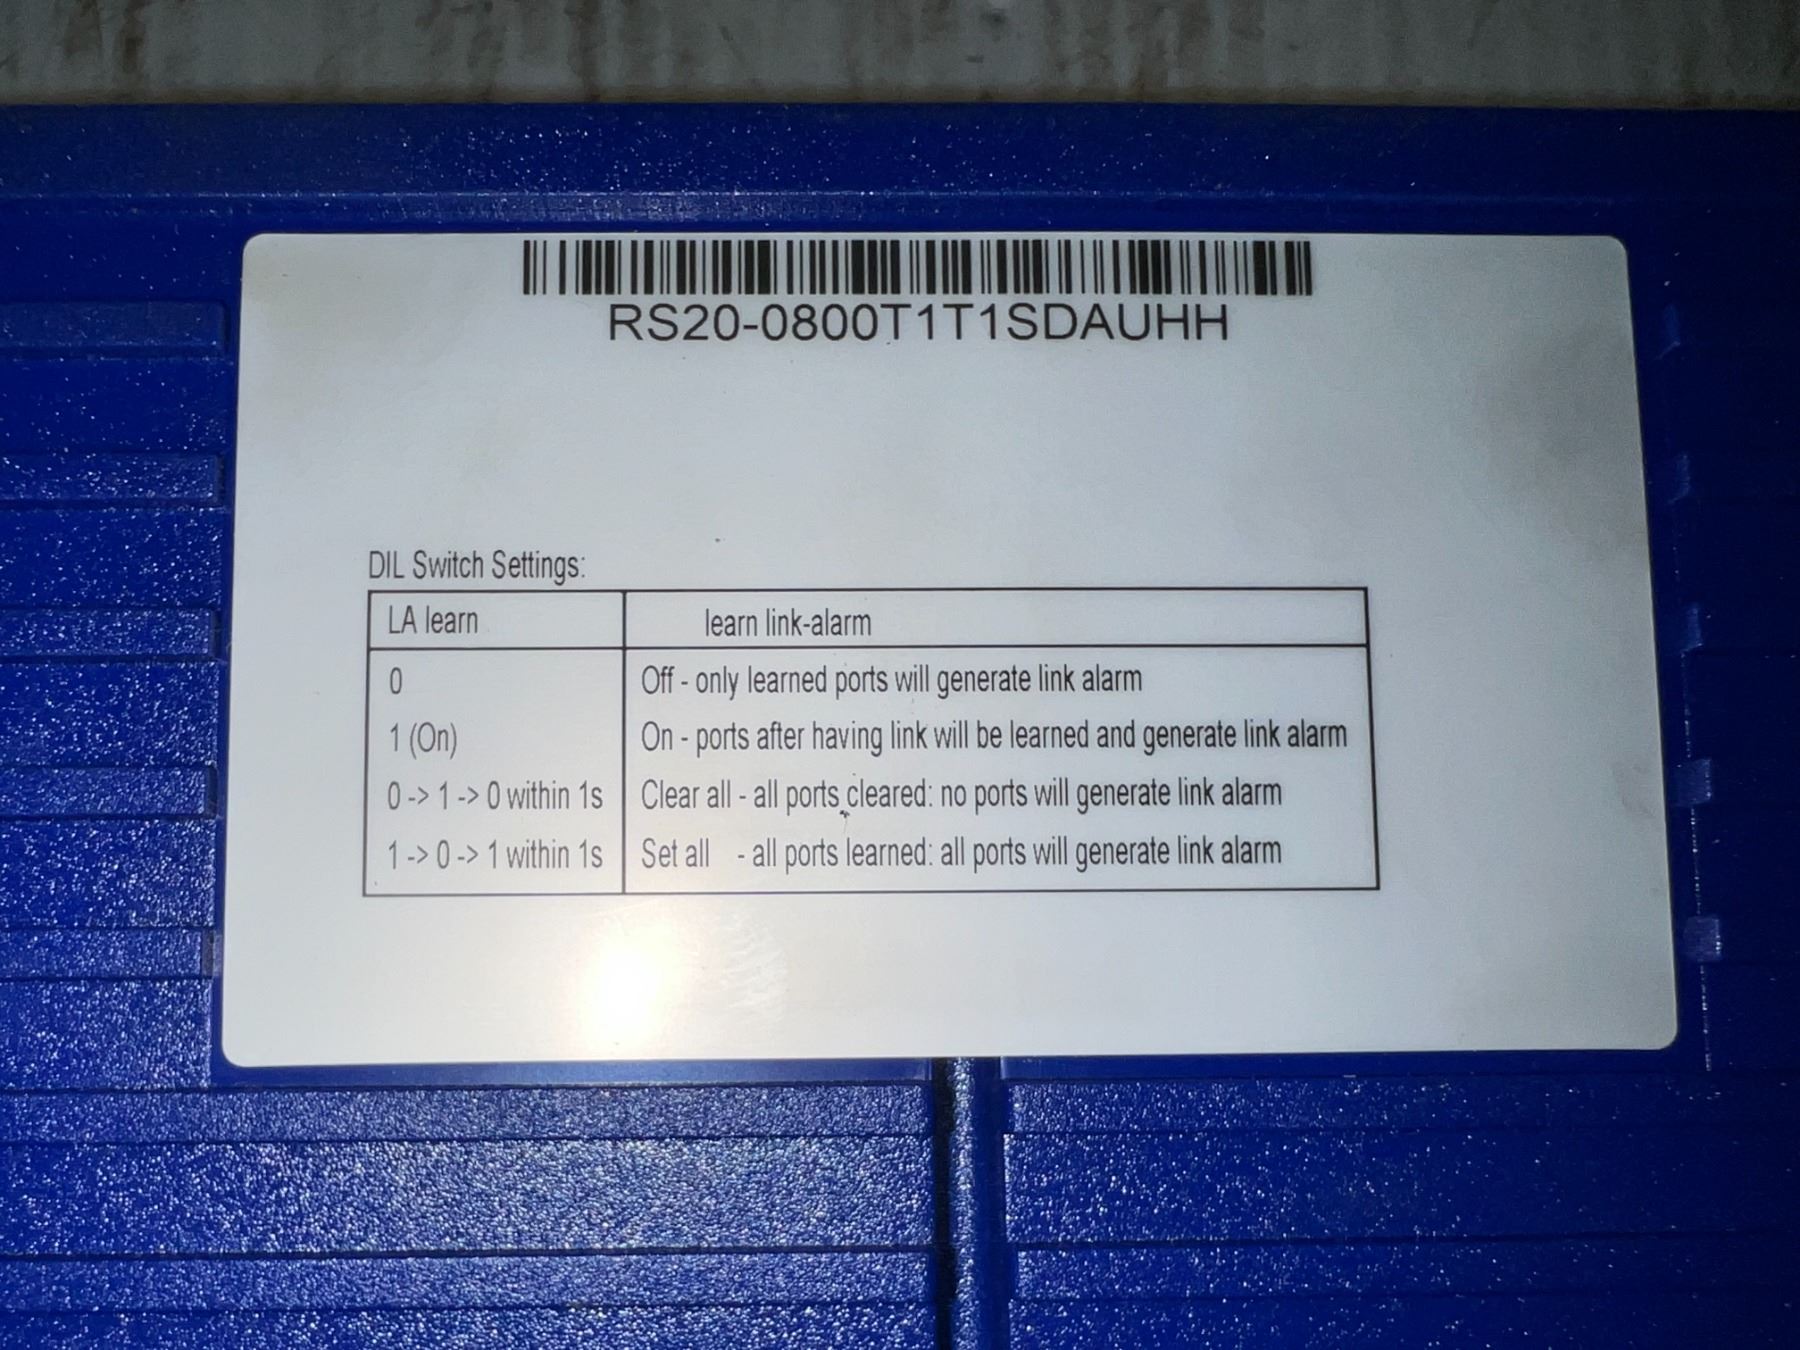 RS20-0800T1T1SDAUHH
DIL Switch Settings:
LA learn learn link-alarm
0 Off - only learned ports will generate link alarm
1 (On) On - ports after having link will be learned and generate link alarm
0 -> 1 -> 0 within 1s Clear all - all ports cleared: no ports will generate link alarm
1 -> 0 -> 1 within 1s Set all - all ports learned: all ports will generate link alarm